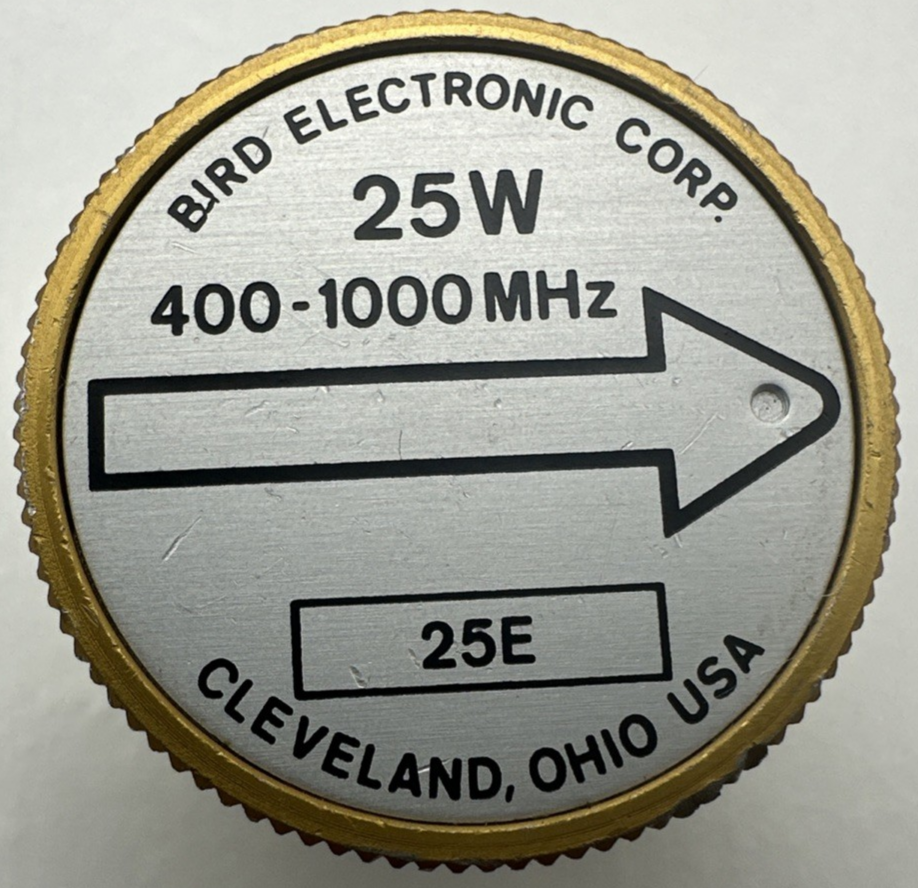 BIRD ELECTRONIC CORP.
25W
400-1000MHz
25E
CLEVELAND, OHIO USA